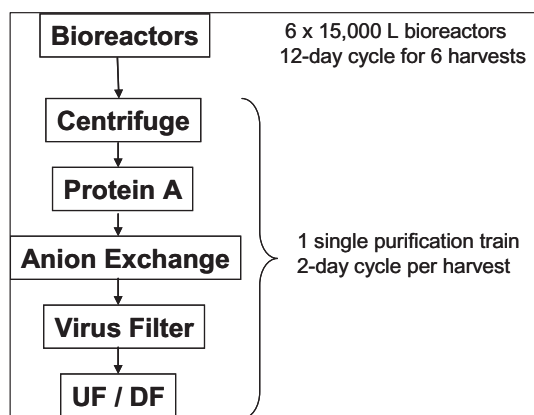 Bioreactors
6 x 15,000 L bioreactors
12-day cycle for 6 harvests
Centrifuge
Protein A
Anion Exchange
1 single purification train
2-day cycle per harvest
Virus Filter
UF / DF